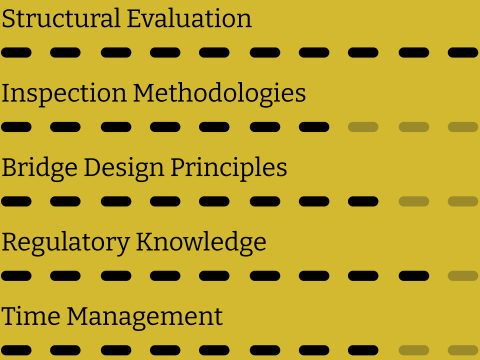 Structural Evaluation
Inspection Methodologies
Bridge Design Principles
Regulatory Knowledge
Time Management